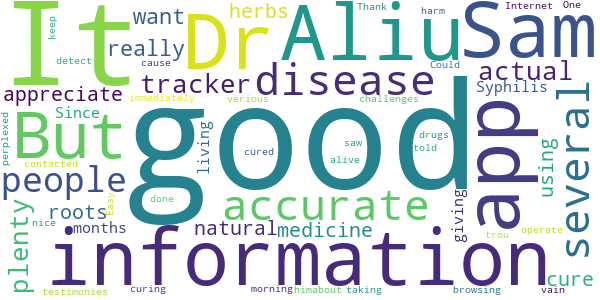 It
good
Dr
Aliu
Sam
information
app
But
disease
accurate
several
people
actual
tracker
really
want
herbs
appreciate
Since
living
roots
months
plenty
natural
medicine
giving
using
cure
Syphilis
keep
detect
cause
Thank
Could
harm
Internet
One
immediately
verious
challenges
perplexed
contacted
cured
saw
alive
drugs
told
done
Easy
nice
testimonies
curing
morning
himabout
taking
browsing
vain
trou
operate